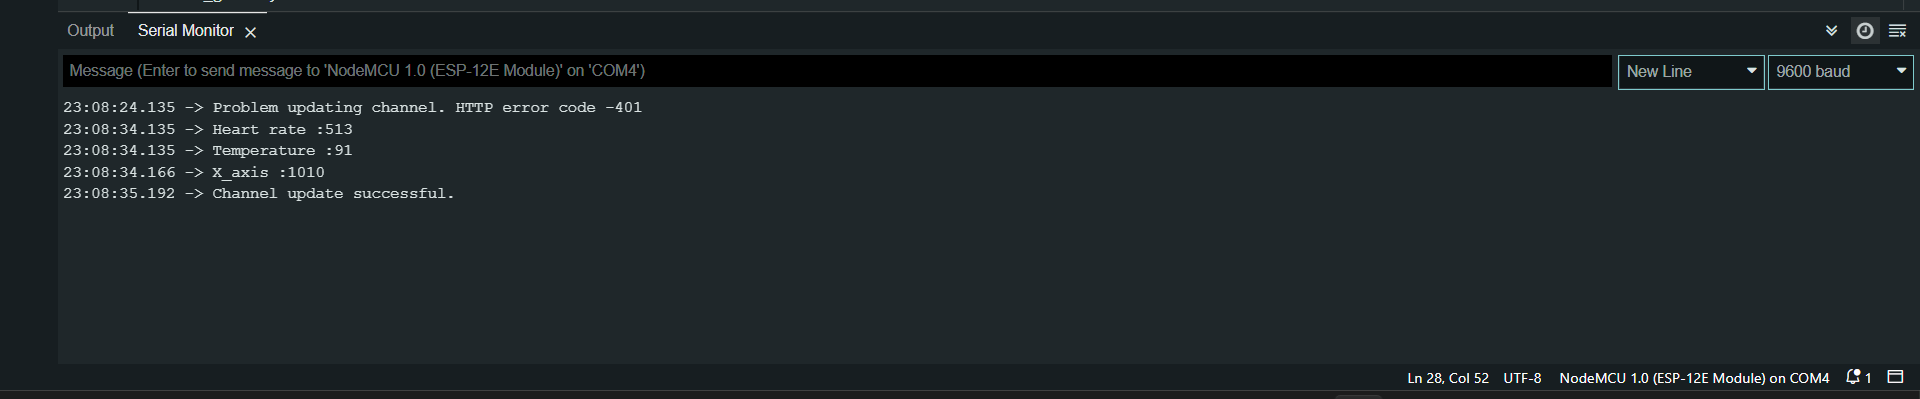 Output Serial Monitor
Message (Enter to send message to 'NodeMCU 1.0 (ESP-12E Module)' on 'COM4') New Line 9600 baud
23:08:24.135 -> Problem updating channel. HTTP error code -401
23:08:34.135 -> Heart rate :513
23:08:34.135 -> Temperature :91
23:08:34.166 -> X_axis :1010
23:08:35.192 -> Channel update successful.
Ln 28, Col 52 UTF-8 NodeMCU 1.0 (ESP-12E Module) on COM4 1